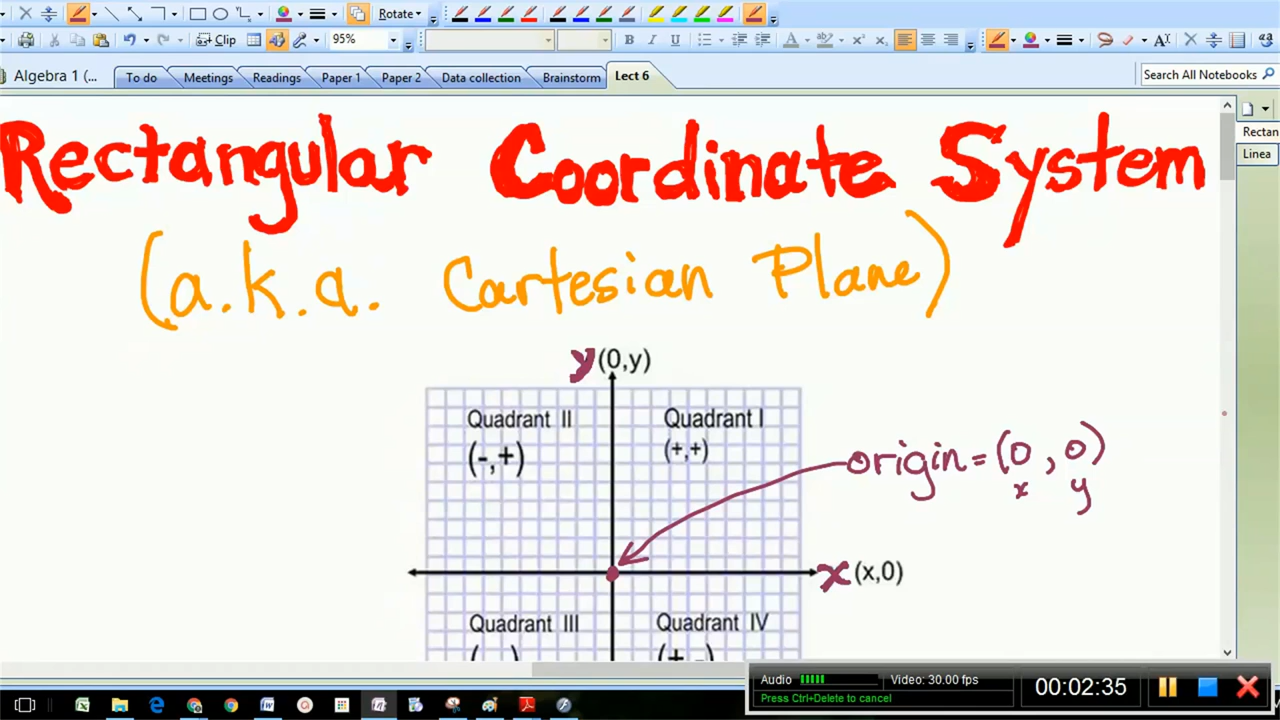 Rotate
Clip
95%
B I U
Algebra 1 (...
To do
Meetings
Readings
Paper 1
Paper 2
Data collection
Brainstorm
Lect 6
Search All Notebooks
Rectan
Linea
Rectangular Coordinate System
(a.k.a. Cartesian Plane)
y (0,y)
Quadrant II
Quadrant I
(-,+)
(+,+)
origin = (0, 0)
x y
x (x,0)
Quadrant III
Quadrant IV
Audio
Video: 30.00 fps
Press Ctrl+Delete to cancel
00:02:35